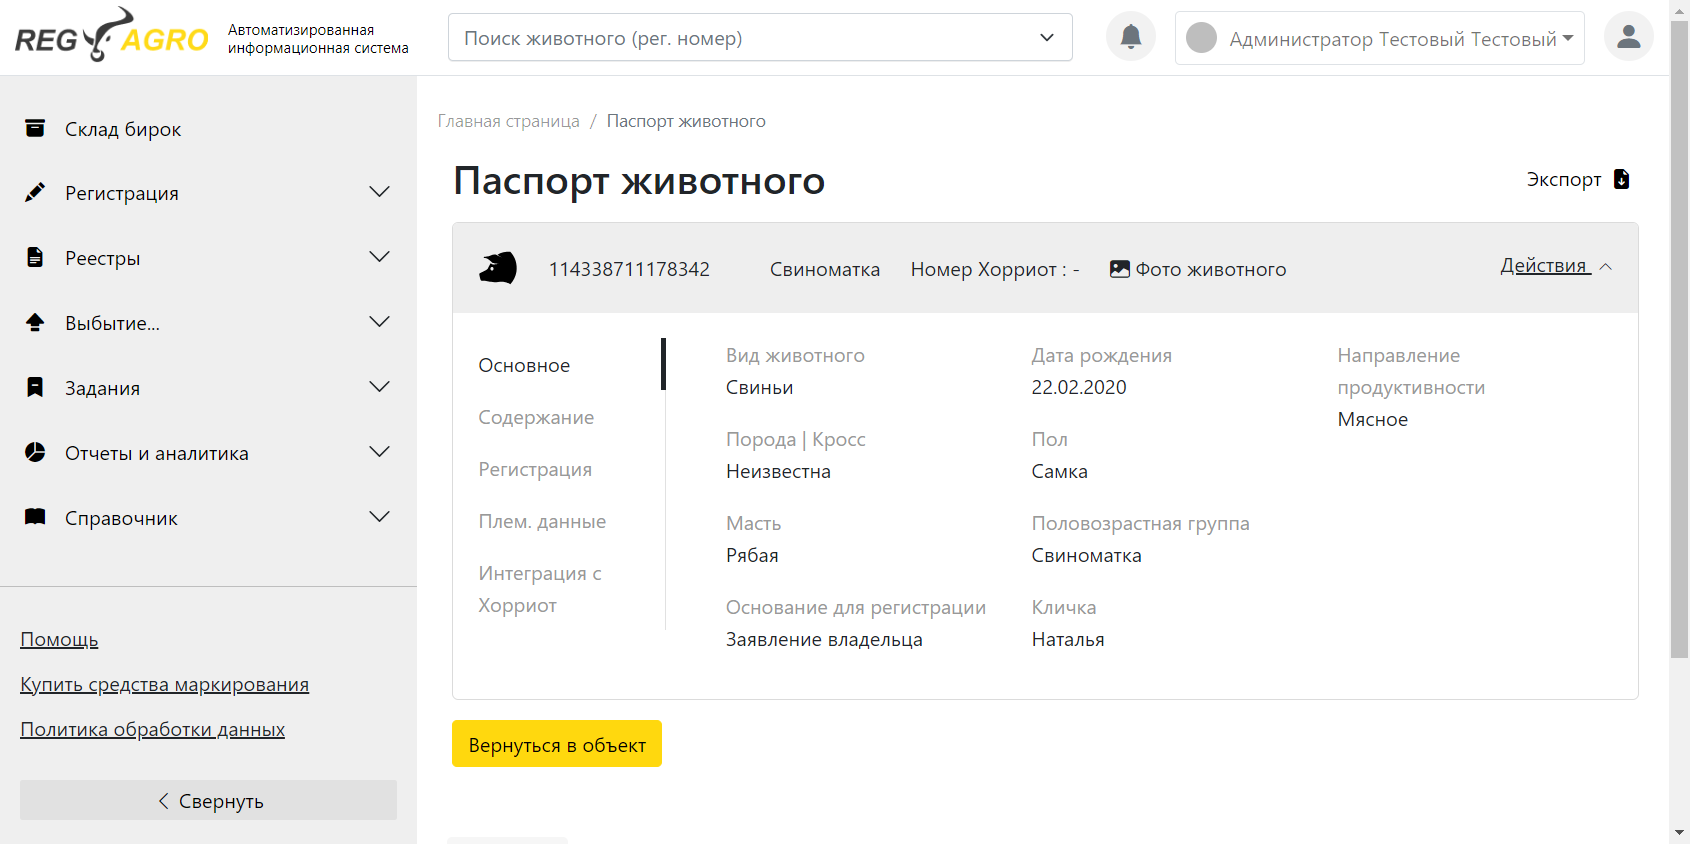 REG AGRO
Автоматизированная
информационная система
Поиск животного (рег. номер)
Администратор Тестовый Тестовый
Склад бирок
Регистрация
Реестры
Выбытие...
Задания
Отчеты и аналитика
Справочник
Помощь
Купить средства маркирования
Политика обработки данных
Свернуть
Главная страница / Паспорт животного
Паспорт животного
Экспорт
114338711178342 Свиноматка Номер Хорриот : - Фото животного Действия
Основное
Содержание
Регистрация
Плем. данные
Интеграция с
Хорриот
Вид животного
Свиньи
Порода | Кросс
Неизвестна
Масть
Рябая
Основание для регистрации
Заявление владельца
Дата рождения
22.02.2020
Пол
Самка
Половозрастная группа
Свиноматка
Кличка
Наталья
Направление
продуктивности
Мясное
Вернуться в объект